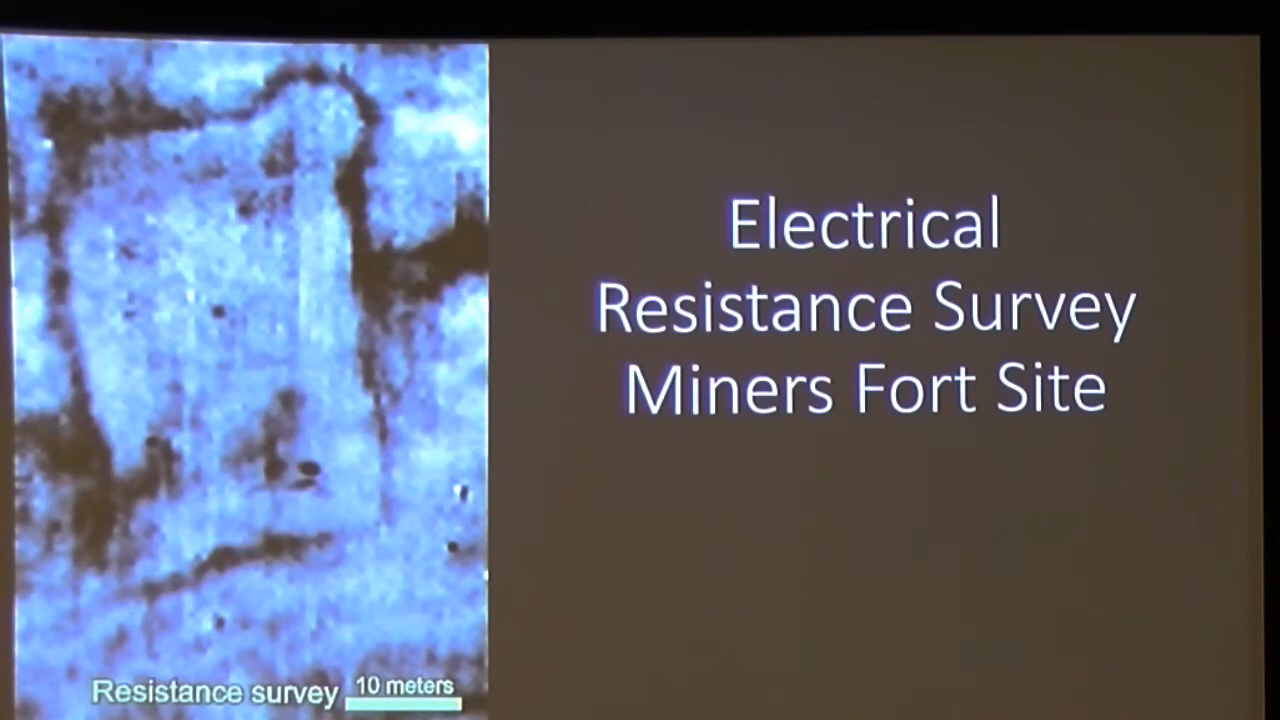 Electrical
Resistance Survey
Miners Fort Site
Resistance survey
10 meters